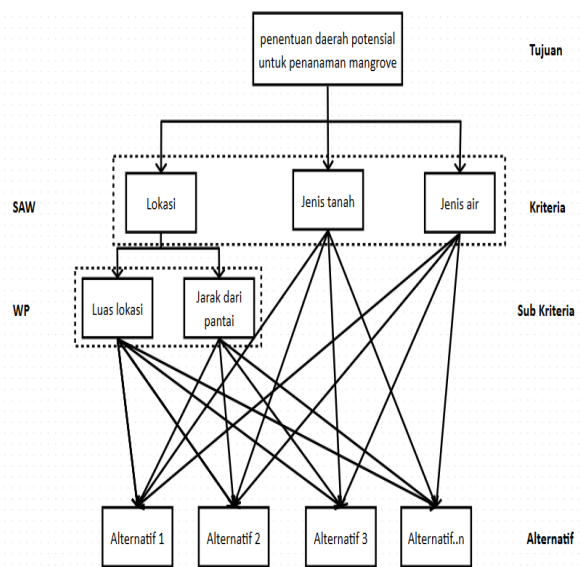 penentuan daerah potensial
untuk penanaman mangrove
Tujuan
SAW
Lokasi
Jenis tanah
Jenis air
Kriteria
WP
Luas lokasi
Jarak dari
pantai
Sub Kriteria
Alternatif 1
Alternatif 2
Alternatif 3
Alternatif..n
Alternatif